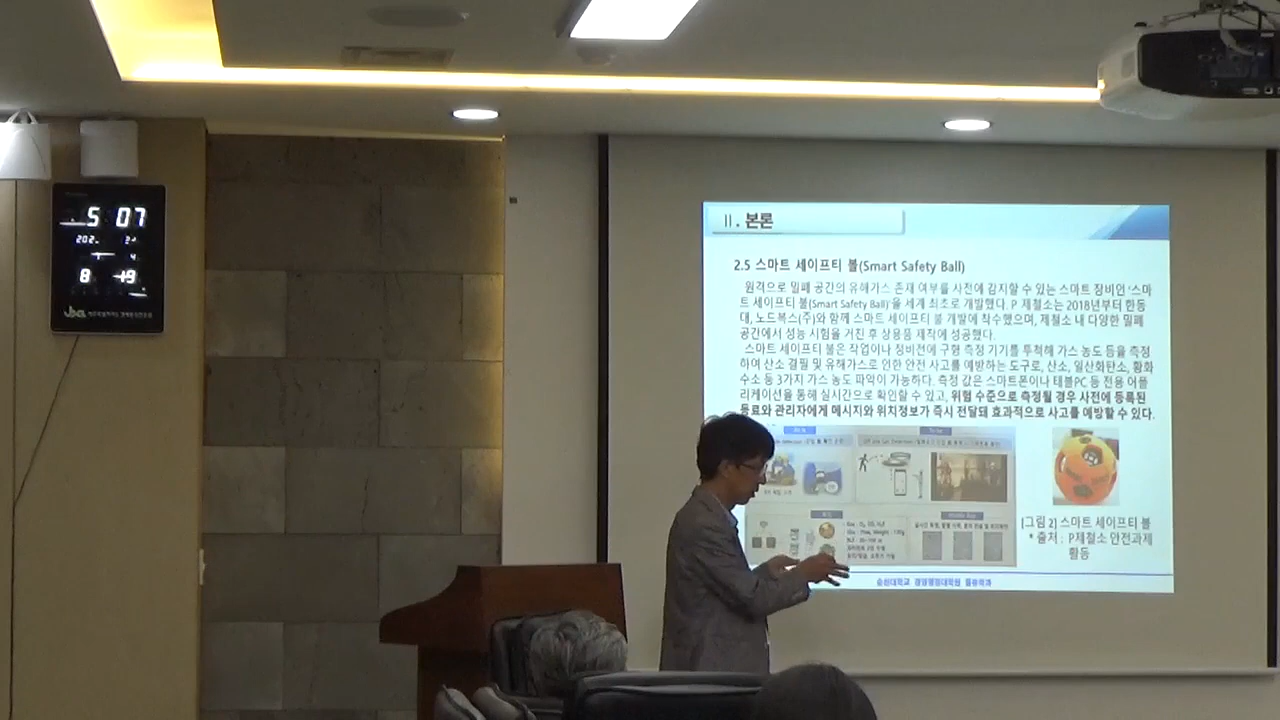 5 07
8
II. 본론
2.5 스마트 세이프티 볼(Smart Safety Ball)
원격으로 밀폐 공간의 유해가스 존재 여부를 사전에 감지할 수 있는 스마트 장비인 '스마
트 세이프티 볼(Smart Safety Ball)'을 세계 최초로 개발했다. P 제철소는 2018년부터 한동
대, 노드톡스(주)와 함께 스마트 세이프티 볼 개발에 착수했으며, 제철소 내 다양한 밀폐
공간에서 성능 시험을 거친 후 상용품 제작에 성공했다.
스마트 세이프티 볼은 작업이나 정비전에 구형 측정 기기를 투척해 가스 농도 등을 측정
하여 산소 결핍 및 유해가스로 인한 안전 사고를 예방하는 도구로, 산소, 일산화탄소, 황화
수소 등 3가지 가스 농도 파악이 가능하다. 측정 값은 스마트폰이나 태블PC 등 전용 어플
리케이션을 통해 실시간으로 확인할 수 있고, 위험 수준으로 측정될 경우 사전에 등록된
동료와 관리자에게 메시지와 위치정보가 즉시 전달돼 효과적으로 사고를 예방할 수 있다.
[그림 2] 스마트 세이프티 볼
* 출처 : P제철소 안전과제
활동
숭실대학교 경영행정대학원 물류학과